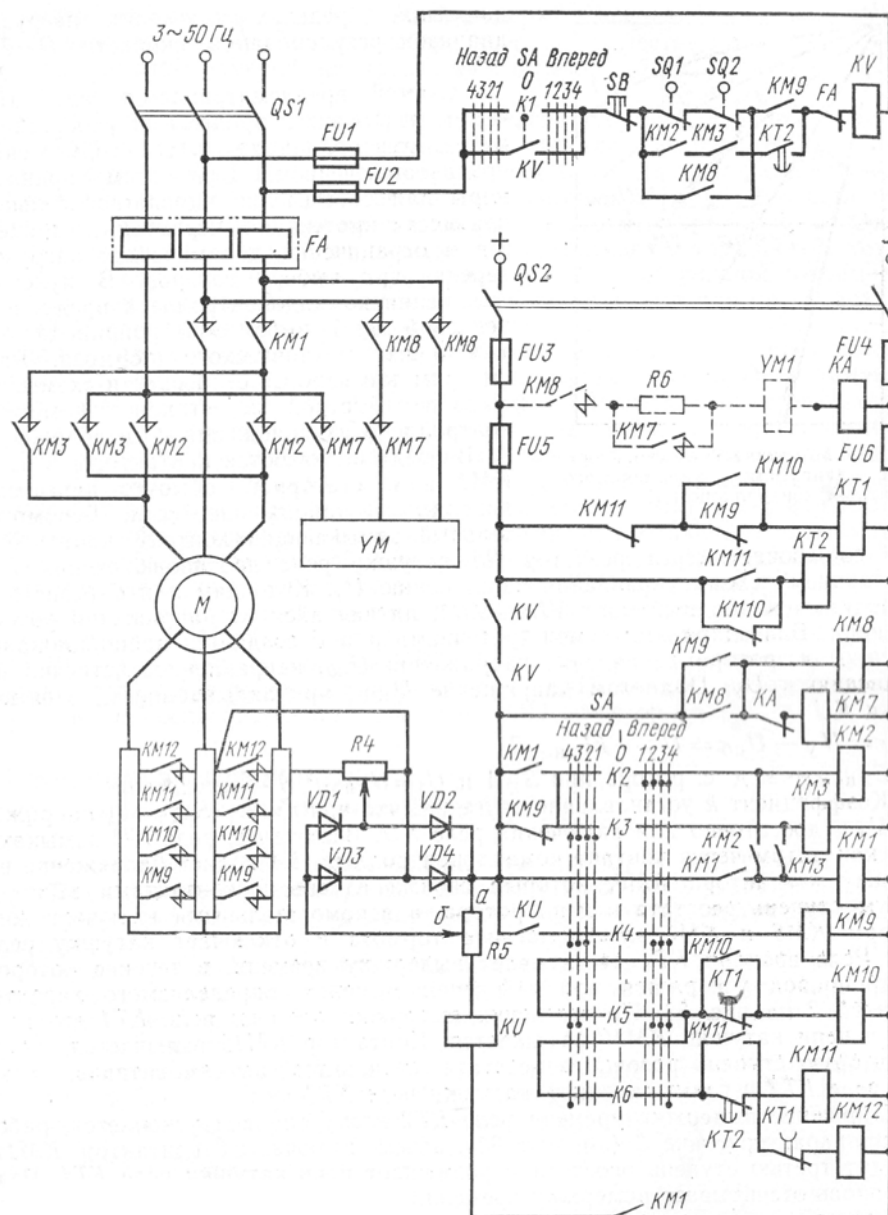 3~50 Гц
QS1
Назад SA Вперед
0
4321 K1 1234
KV
SB
SQ1
SQ2
KM9
FA
KV
KM2
KM3
KT2
KM8
FU1
FU2
FA
+
QS2
-
KM1
KM8
KM8
FU3
FU4
KM8
R6
YM1
KA
KM7
KM3
KM3
KM2
KM2
KM7
KM7
FU5
FU6
KM10
KM11
KM9
KT1
YM
KM11
KT2
KM10
M
KV
KM9
KM8
KV
KM8
KA
KM7
SA
KM2
Назад Вперед
KM1
4321 0 1234
K2
KM12
KM12
R4
KM3
KM11
KM11
VD1
VD2
KM9
K3
KM2
KM1
KM10
KM10
VD3
VD4
KM1
KM3
KM9
KM9
a
KU
б
R5
K4
KM9
KM10
KT1
KM10
KU
K5
KM11
K6
KM11
KT2
KT1
KM12
KM1